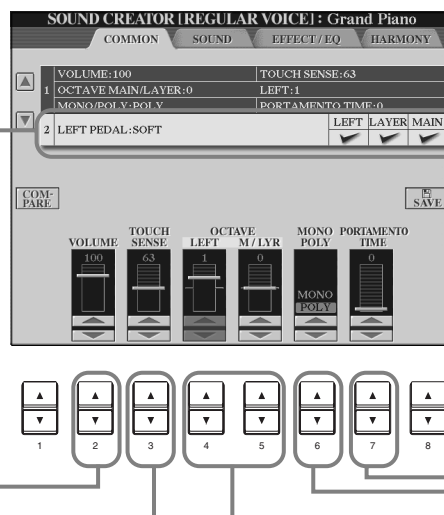 SOUND CREATOR [REGULAR VOICE] : Grand Piano
COMMON SOUND EFFECT / EQ HARMONY
1
VOLUME:100 TOUCH SENSE:63
OCTAVE MAIN/LAYER:0 LEFT:1
MONO/POLY:POLY PORTAMENTO TIME:0
2 LEFT PEDAL:SOFT LEFT LAYER MAIN
COM-
PARE
SAVE
VOLUME TOUCH SENSE OCTAVE LEFT M / LYR MONO POLY PORTAMENTO TIME
100 63 1 0 MONO POLY 0
1 2 3 4 5 6 7 8